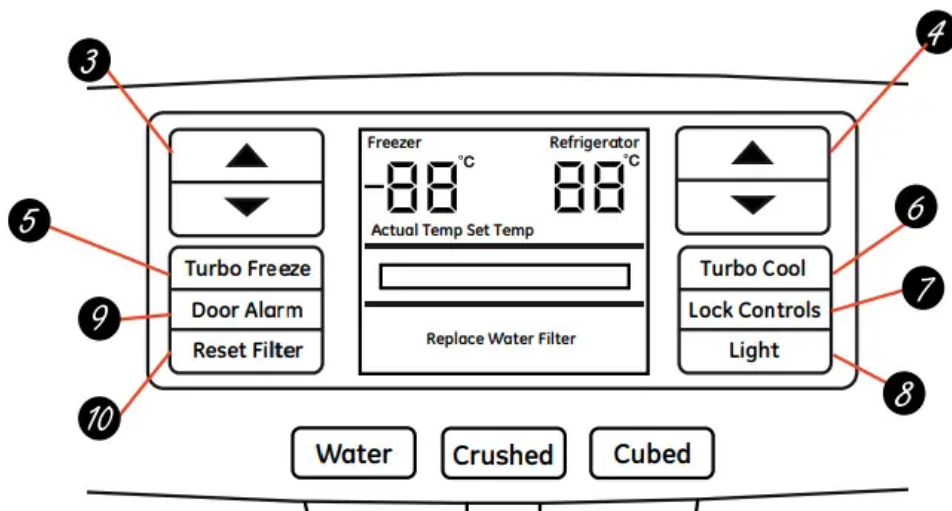 3
4
Freezer Refrigerator
-88 °C 88 °C
Actual Temp Set Temp
5
6
Turbo Freeze
Turbo Cool
9
7
Door Alarm
Lock Controls
Reset Filter
Replace Water Filter
Light
10
8
Water
Crushed
Cubed